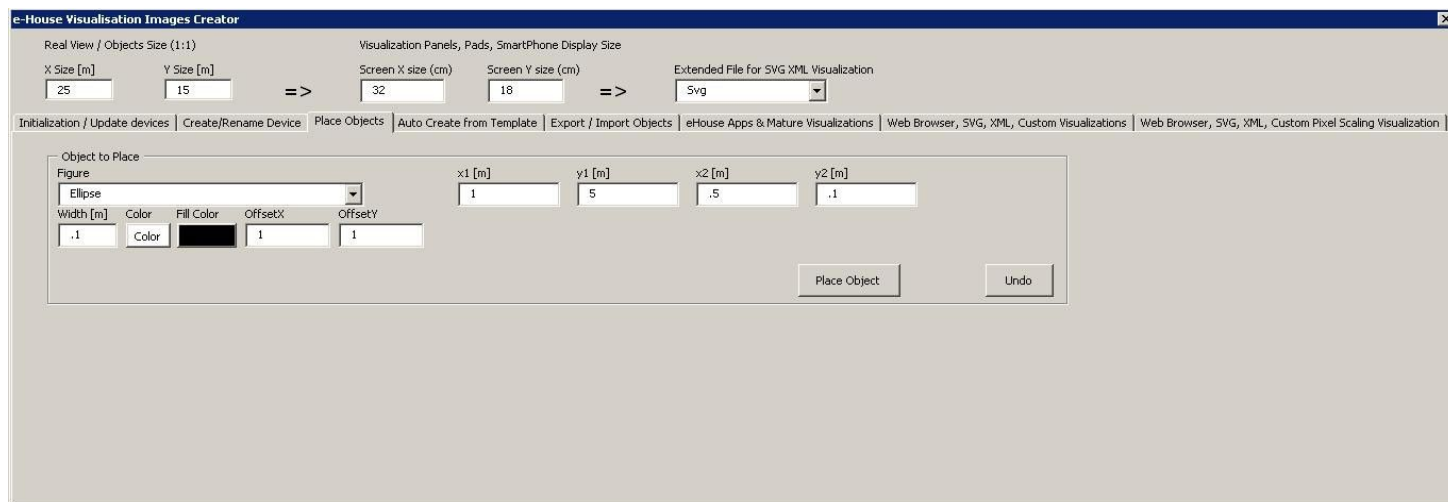 e-House Visualisation Images Creator
Real View / Objects Size (1:1) Visualization Panels, Pads, SmartPhone Display Size
X Size [m] Y Size [m] Screen X size (cm) Screen Y size (cm) Extended File for SVG XML Visualization
25 15 => 32 18 => Svg
Initialization / Update devices Create/Rename Device Place Objects Auto Create from Template Export / Import Objects eHouse Apps & Mature Visualizations Web Browser, SVG, XML, Custom Visualizations Web Browser, SVG, XML, Custom Pixel Scaling Visualization
Object to Place
Figure x1 [m] y1 [m] x2 [m] y2 [m]
Ellipse 1 5 .5 .1
Width [m] Color Fill Color OffsetX OffsetY
.1 Color 1 1
Place Object Undo